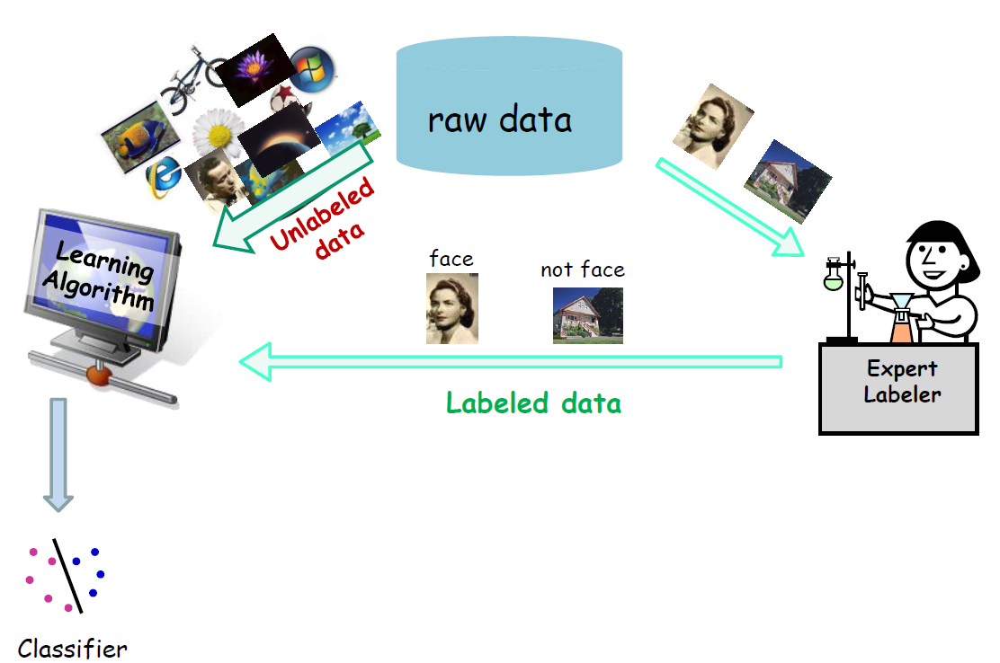 raw data
Unlabeled
data
Learning
Algorithm
face
not face
Expert
Labeler
Labeled data
Classifier